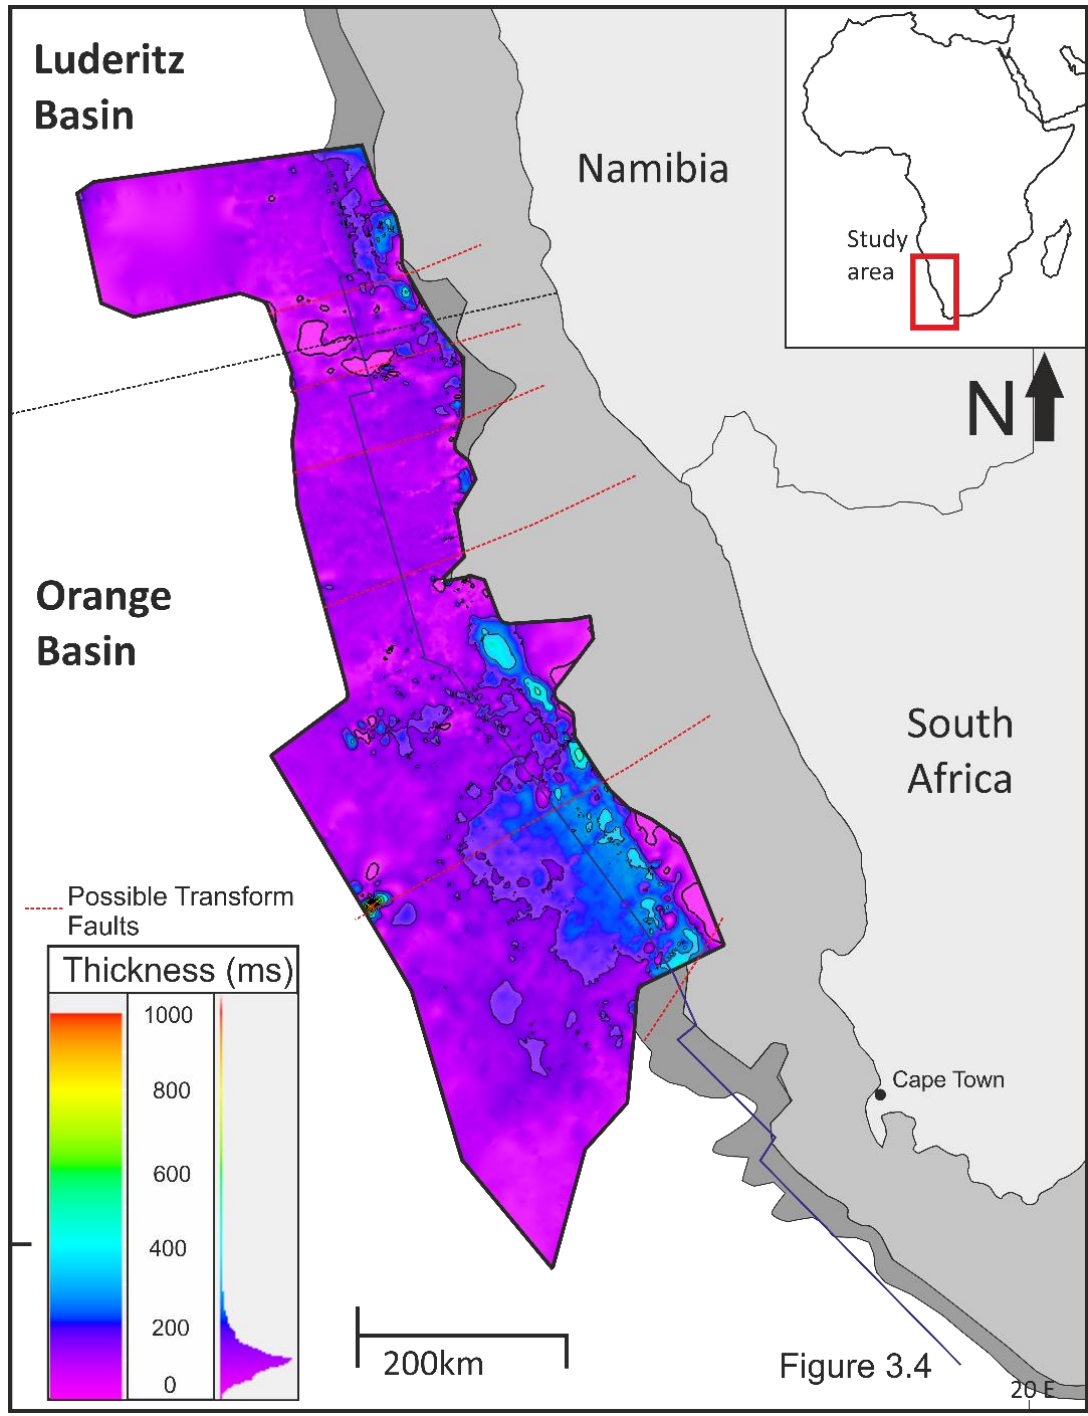 Luderitz
Basin
Namibia
Study
area
N
Orange
Basin
South
Africa
Possible Transform
Faults
Thickness (ms)
1000
800
600
400
200
0
Cape Town
200km
Figure 3.4
20 E